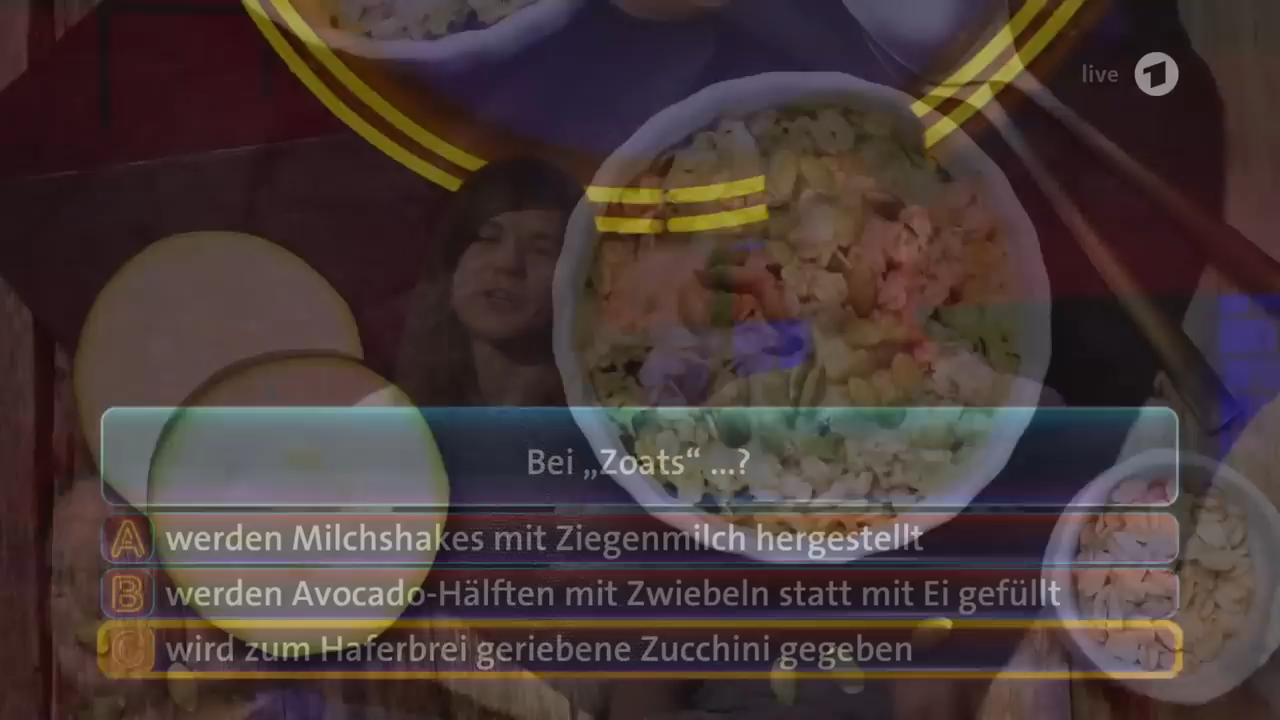 live 1
Bei „Zoats“ ...?
A werden Milchshakes mit Ziegenmilch hergestellt
B werden Avocado-Hälften mit Zwiebeln statt mit Ei gefüllt
C wird zum Haferbrei geriebene Zucchini gegeben